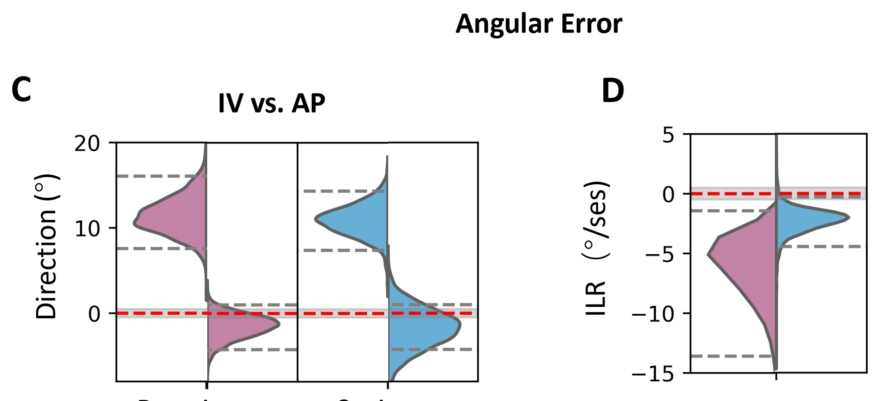 Angular Error
C
IV vs. AP
D
Direction (°)
20
10
0
ILR (°/ses)
5
0
−5
−10
−15